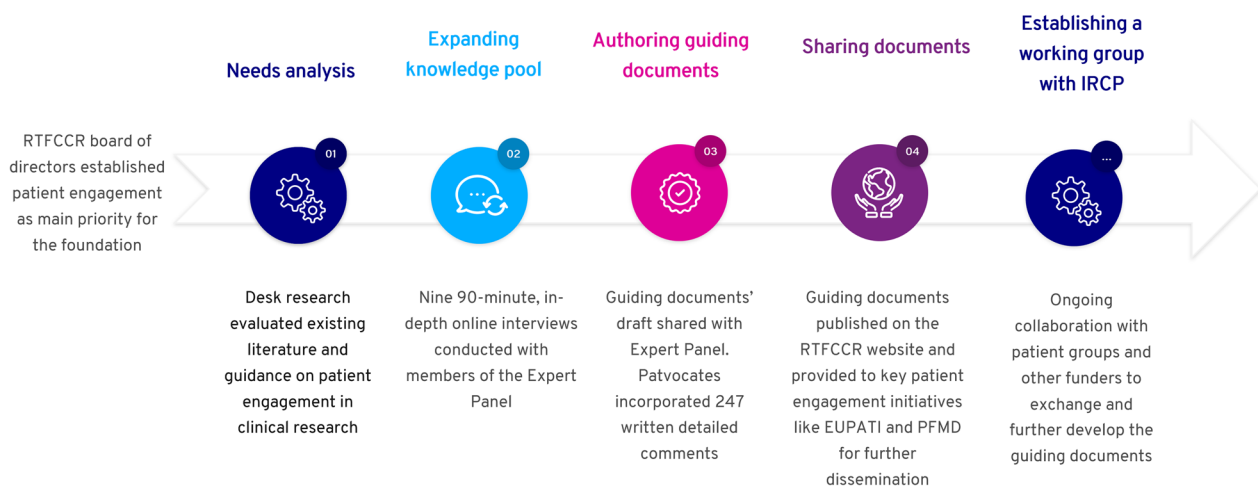 RTFCCR board of
directors established
patient engagement
as main priority for
the foundation
Needs analysis
01
Desk research
evaluated existing
literature and
guidance on patient
engagement in
clinical research
Expanding
knowledge pool
02
Nine 90-minute, in-
depth online interviews
conducted with
members of the Expert
Panel
Authoring guiding
documents
03
Guiding documents’
draft shared with
Expert Panel.
Patvocates
incorporated 247
written detailed
comments
Sharing documents
04
Guiding documents
published on the
RTFCCR website and
provided to key patient
engagement initiatives
like EUPATI and PFMD
for further
dissemination
Establishing a
working group
with IRCP
...
Ongoing
collaboration with
patient groups and
other funders to
exchange and
further develop the
guiding documents